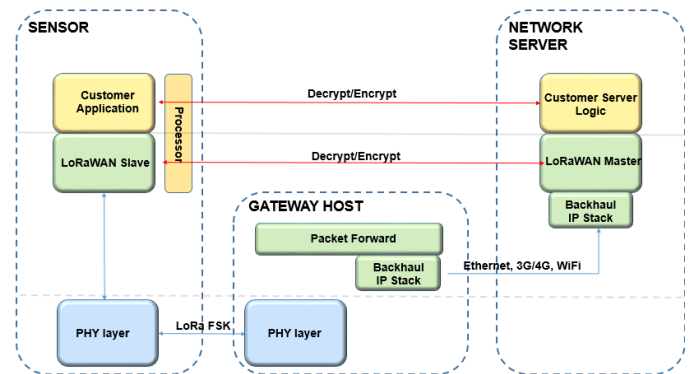 SENSOR
NETWORK
SERVER
Customer
Application
Processor
Decrypt/Encrypt
Customer Server
Logic
LoRaWAN Slave
Decrypt/Encrypt
LoRaWAN Master
Backhaul
IP Stack
GATEWAY HOST
Packet Forward
Backhaul
IP Stack
Ethernet, 3G/4G, WiFi
PHY layer
LoRa FSK
PHY layer